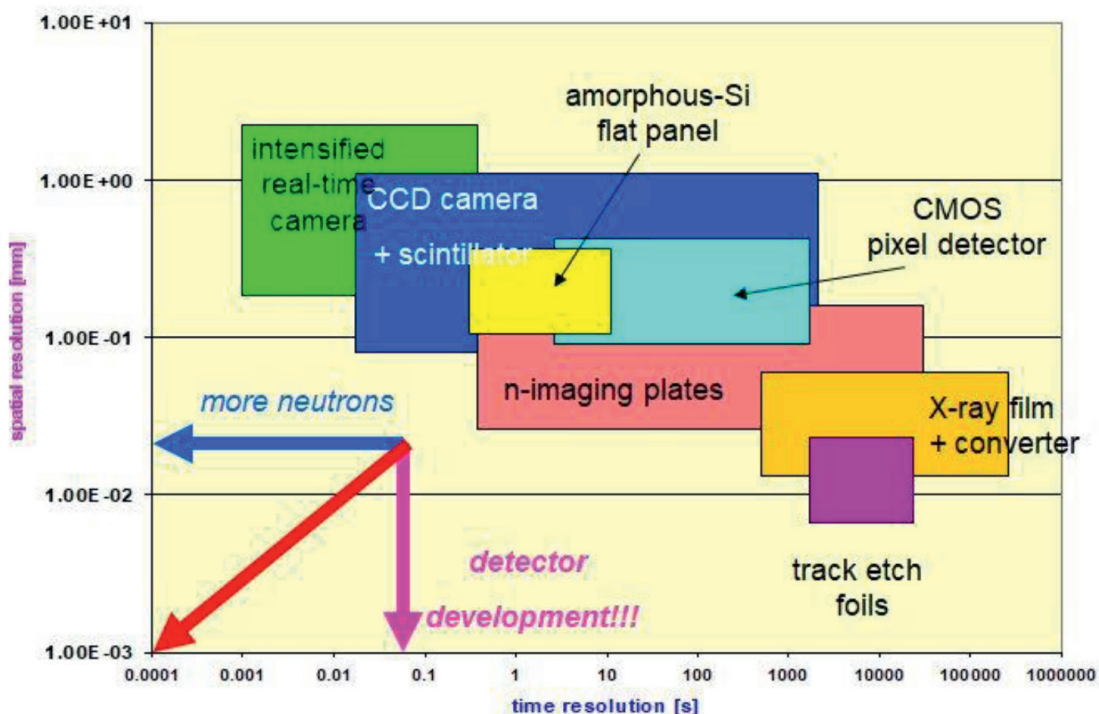 1.00E+01
1.00E+00
1.00E-01
1.00E-02
1.00E-03
spatial resolution [mm]
intensified
real-time
camera
CCD camera
+ scintillator
amorphous-Si
flat panel
CMOS
pixel detector
n-imaging plates
X-ray film
+ converter
track etch
foils
more neutrons
detector
development!!!
0.0001 0.001 0.01 0.1 1 10 100 1000 10000 100000 1000000
time resolution [s]